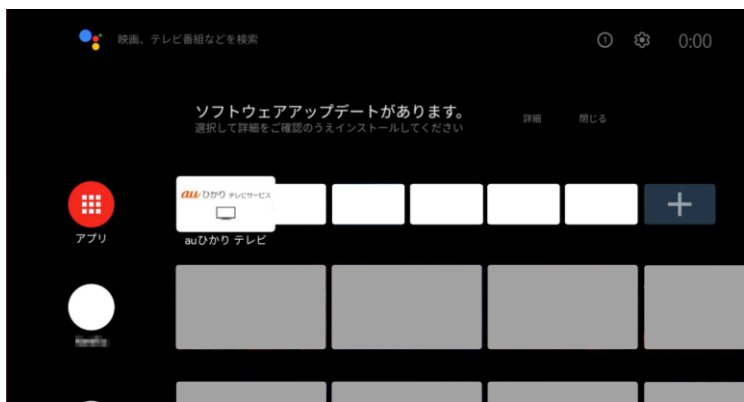 映画、テレビ番組などを検索
1
0:00
ソフトウェアアップデートがあります。
選択して詳細をご確認のうえインストールしてください
詳細
閉じる
au ひかり テレビサービス
アプリ
auひかり テレビ